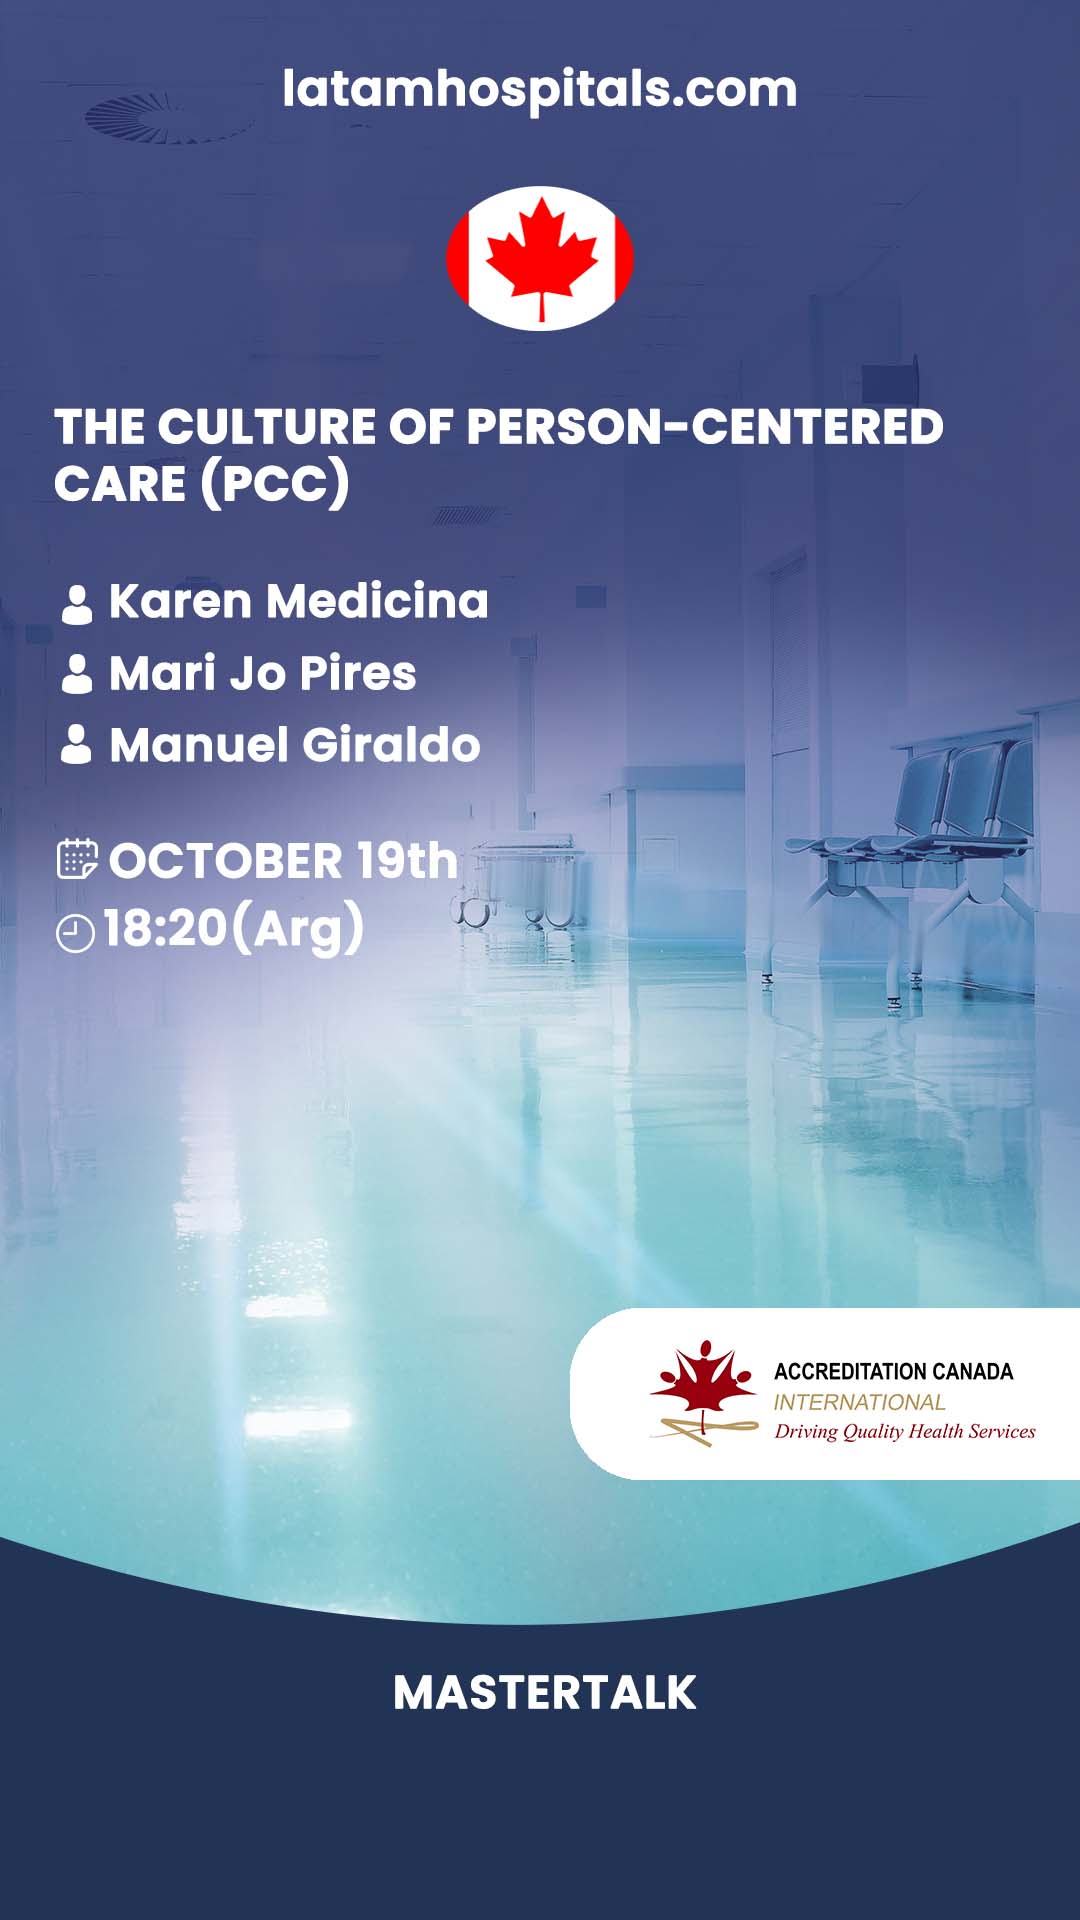 latamhospitals.com
THE CULTURE OF PERSON-CENTERED
CARE (PCC)
Karen Medicina
Mari Jo Pires
Manuel Giraldo
OCTOBER 19th
18:20(Arg)
ACCREDITATION CANADA
INTERNATIONAL
Driving Quality Health Services
MASTERTALK